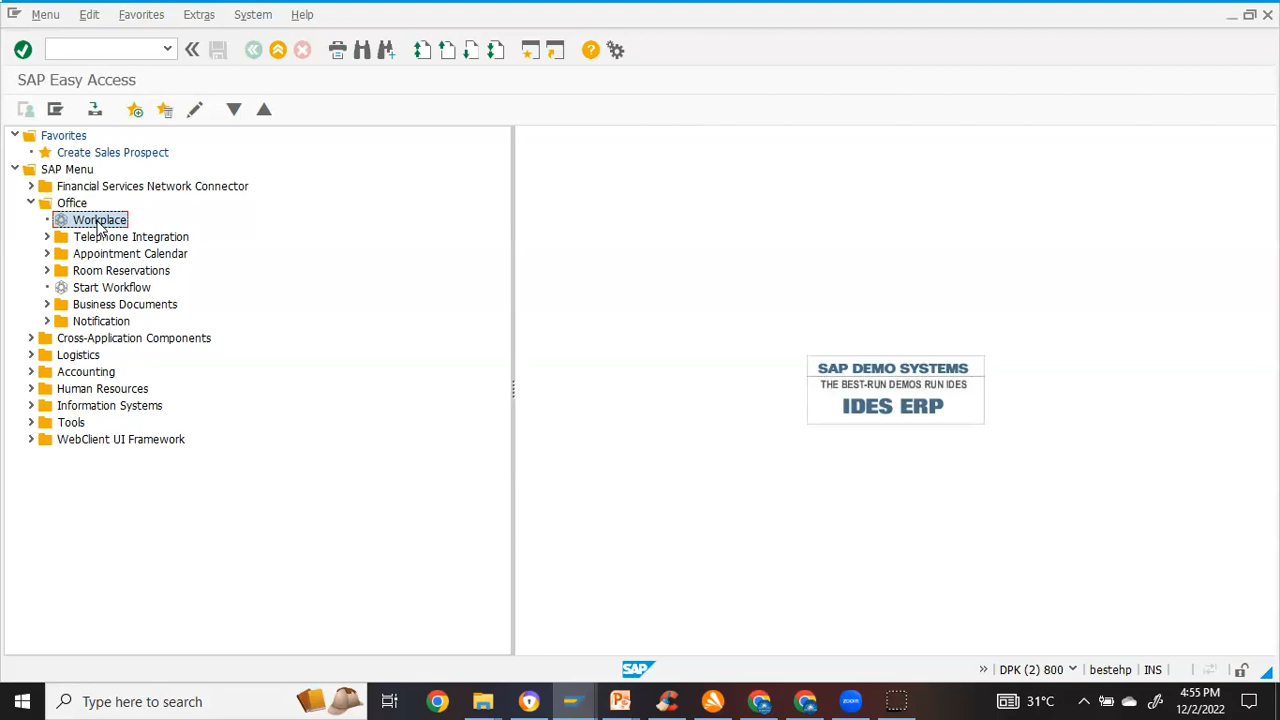 Menu Edit Favorites Extras System Help
SAP Easy Access
Favorites
Create Sales Prospect
SAP Menu
Financial Services Network Connector
Office
Workplace
Telephone Integration
Appointment Calendar
Room Reservations
Start Workflow
Business Documents
Notification
Cross-Application Components
Logistics
Accounting
Human Resources
Information Systems
Tools
WebClient UI Framework
SAP DEMO SYSTEMS
THE BEST-RUN DEMOS RUN IDES
IDES ERP
SAP
DPK (2) 800 bestehp INS
Type here to search
zoom
31°C
4:55 PM
12/2/2022